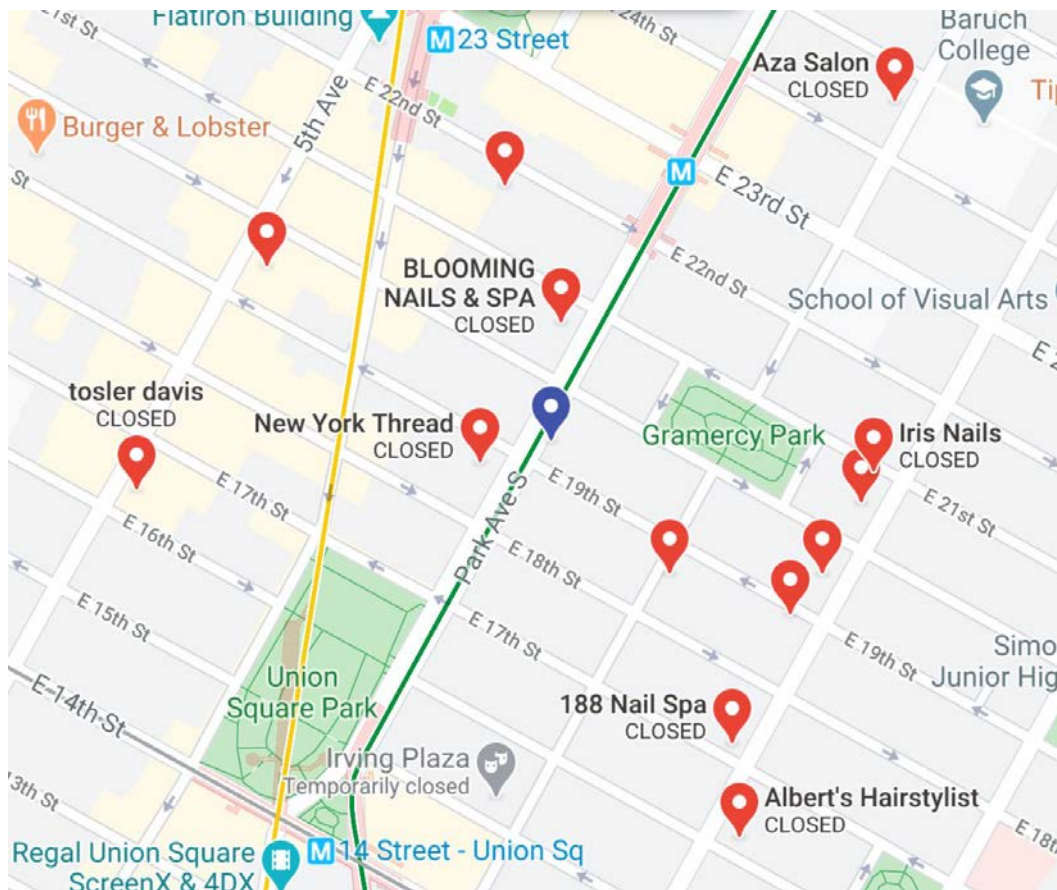 Flatiron Building
21st St
M 23 Street
E 24th St
Baruch
College
Aza Salon
CLOSED
E 22nd St
5th Ave
Burger & Lobster
M
E 23rd St
St
BLOOMING
NAILS & SPA
CLOSED
E 22nd St
School of Visual Arts
tosler davis
CLOSED
New York Thread
CLOSED
Gramercy Park
Iris Nails
CLOSED
E 17th St
E 19th St
E 21st St
E 16th St
Park Ave S
E 18th St
E 15th St
E 17th St
E 19th St
Union
Square Park
E 14th St
188 Nail Spa
CLOSED
Irving Plaza
Temporarily closed
13th St
Albert's Hairstylist
CLOSED
E 18th
Regal Union Square
ScreenX & 4DX
M 14 Street - Union Sq